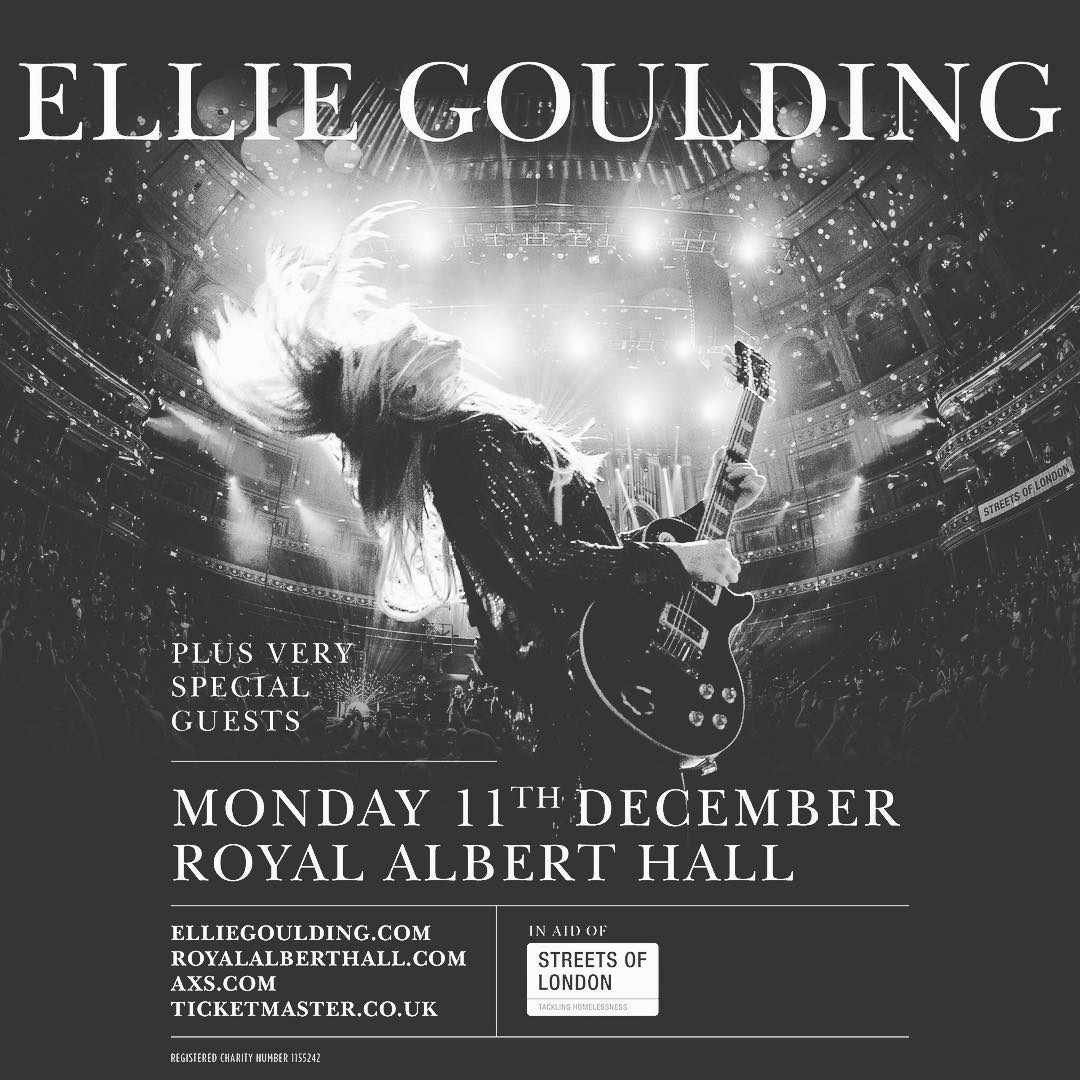 ELLIE GOULDING
STREETS OF LONDON
PLUS VERY
SPECIAL
GUESTS
MONDAY 11TH DECEMBER
ROYAL ALBERT HALL
ELLIEGOULDING.COM
ROYALALBERTHALL.COM
AXS.COM
TICKETMASTER.CO.UK
IN AID OF
STREETS OF
LONDON
TACKLING HOMELESSNESS
REGISTERED CHARITY NUMBER 1155242